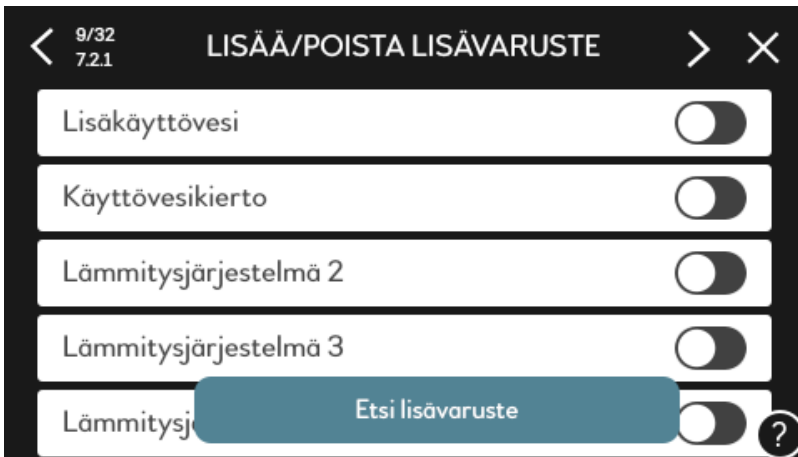 9/32
7.2.1
LISÄÄ/POISTA LISÄVARUSTE
Lisäkäyttövesi
Käyttövesikierto
Lämmitysjärjestelmä 2
Lämmitysjärjestelmä 3
Etsi lisävaruste
?